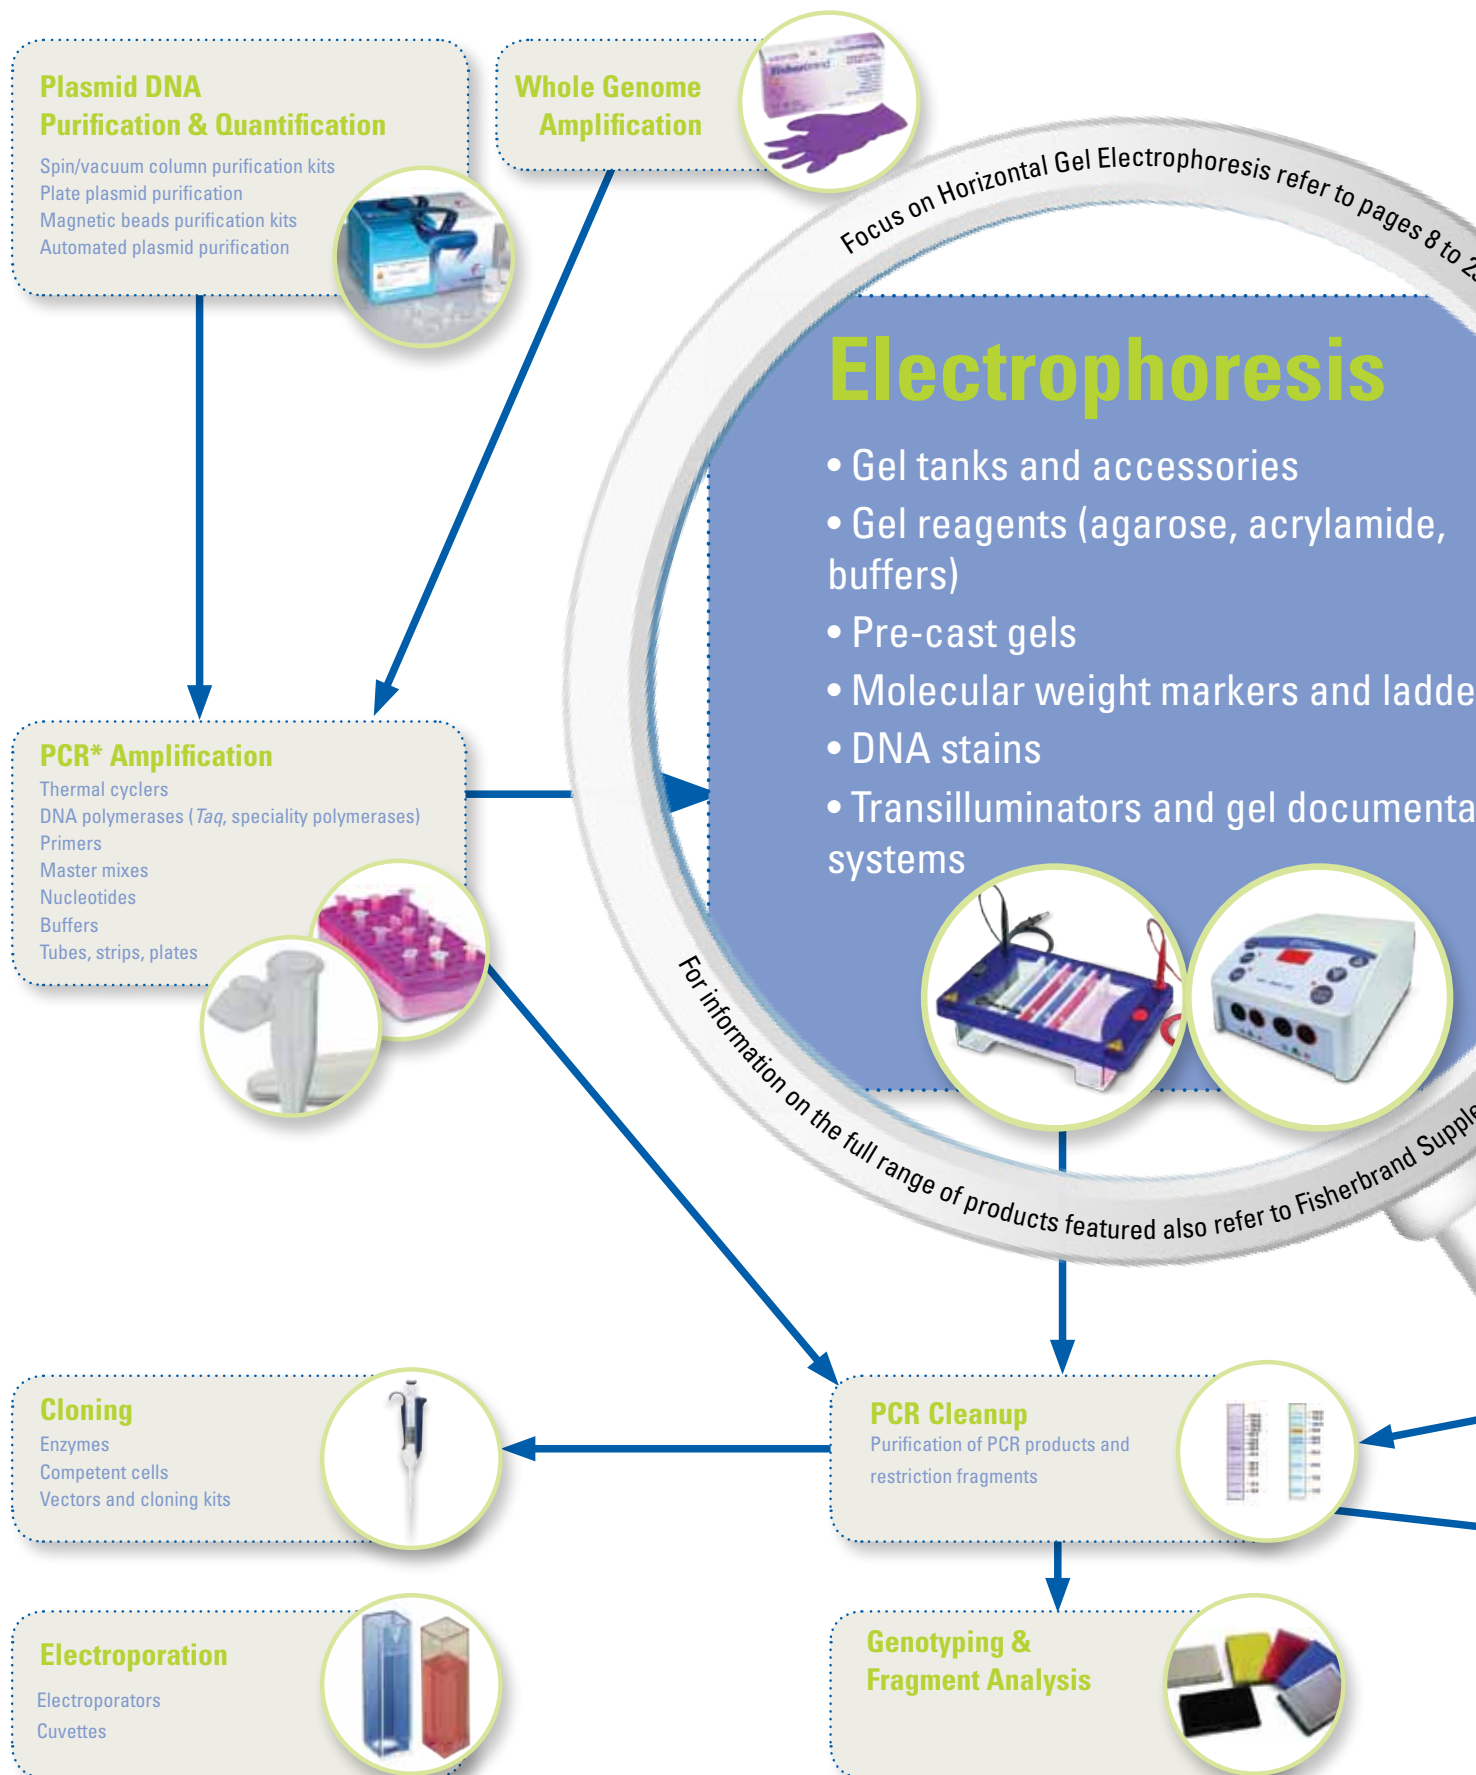 Plasmid DNA
Purification & Quantification
Spin/vacuum column purification kits
Plate plasmid purification
Magnetic beads purification kits
Automated plasmid purification
Whole Genome
Amplification
Focus on Horizontal Gel Electrophoresis refer to pages 8 to
Electrophoresis
• Gel tanks and accessories
• Gel reagents (agarose, acrylamide,
buffers)
• Pre-cast gels
• Molecular weight markers and ladde
• DNA stains
• Transilluminators and gel documenta
systems
For information on the full range of products featured also refer to Fisherbrand Supple
PCR* Amplification
Thermal cyclers
DNA polymerases (Taq, speciality polymerases)
Primers
Master mixes
Nucleotides
Buffers
Tubes, strips, plates
Cloning
Enzymes
Competent cells
Vectors and cloning kits
PCR Cleanup
Purification of PCR products and
restriction fragments
Electroporation
Electroporators
Cuvettes
Genotyping &
Fragment Analysis